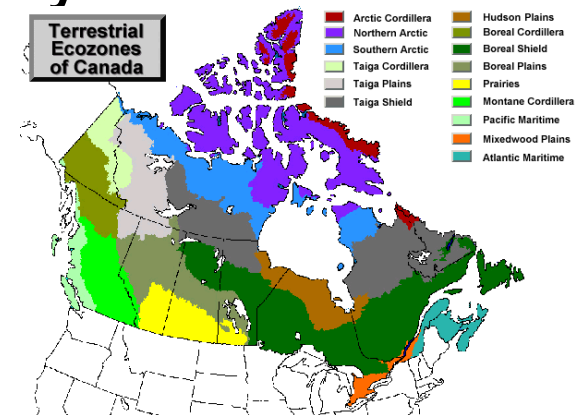 Terrestrial
Ecozones
of Canada
Arctic Cordillera
Northern Arctic
Southern Arctic
Taiga Cordillera
Taiga Plains
Taiga Shield
Hudson Plains
Boreal Cordillera
Boreal Shield
Boreal Plains
Prairies
Montane Cordillera
Pacific Maritime
Mixedwood Plains
Atlantic Maritime